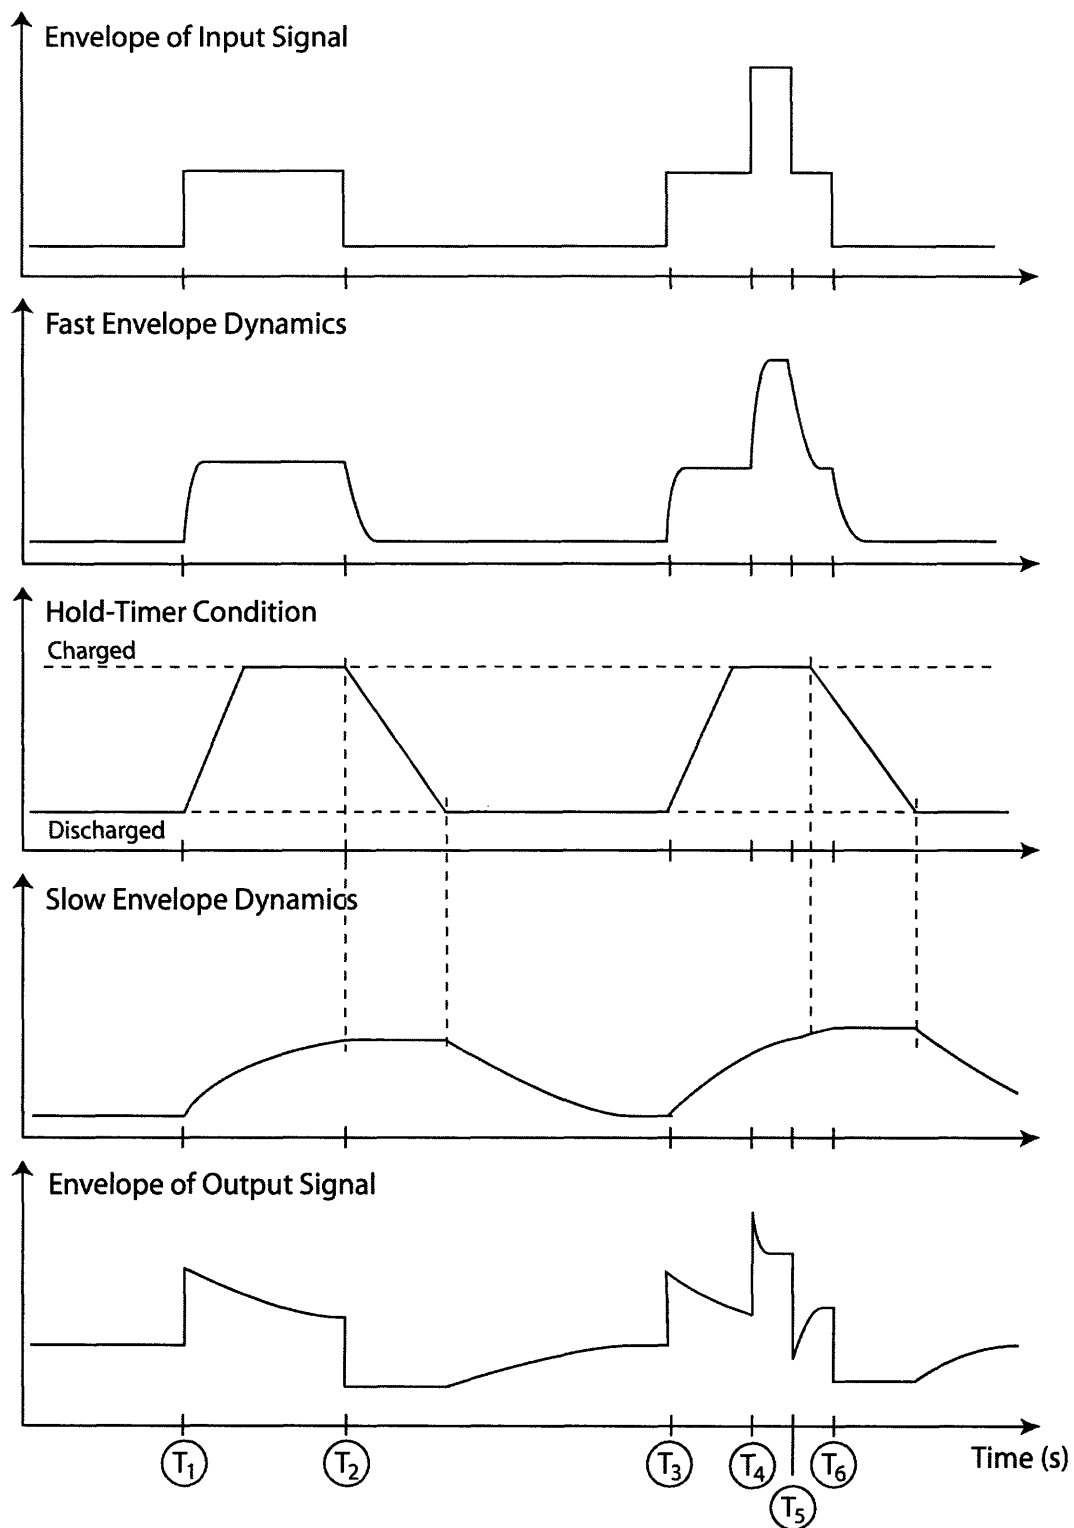 Envelope of Input Signal
Fast Envelope Dynamics
Hold-Timer Condition
Charged
Discharged
Slow Envelope Dynamics
Envelope of Output Signal
T1 T2 T3 T4 T6 Time (s)
T5